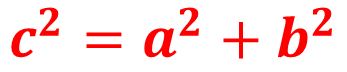 c² = a² + b²